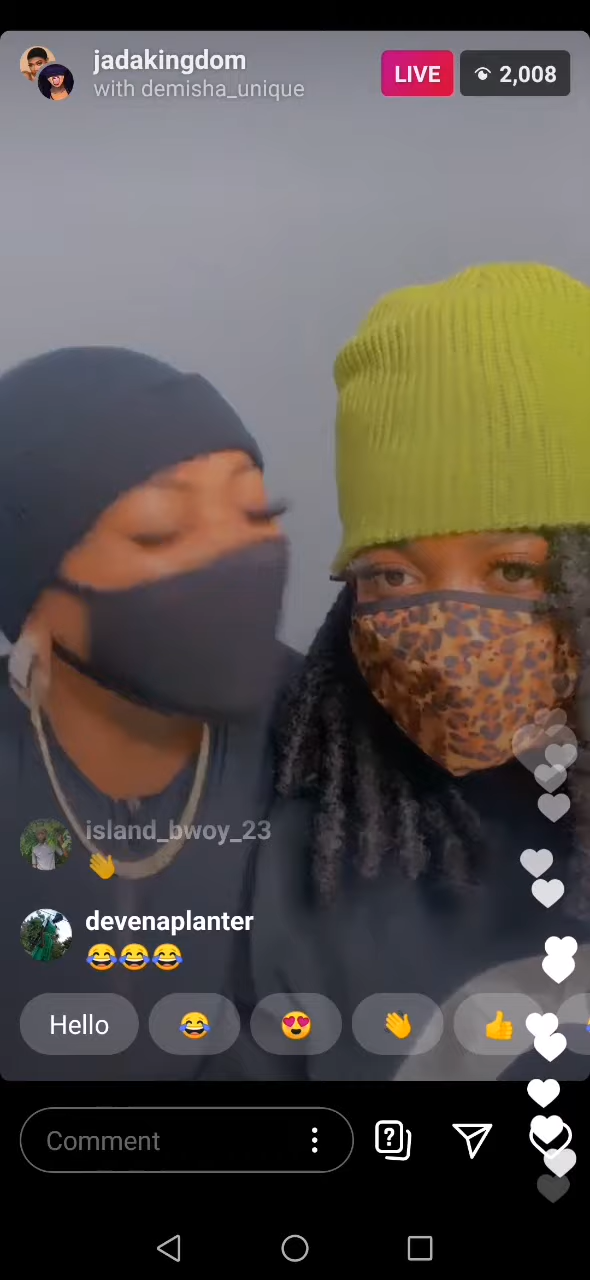 jadakingdom
with demisha_unique
LIVE
2,008
island_bwoy_23
👋
devenaplanter
😂😂😂
Hello
😂
😍
👋
👍
Comment
?